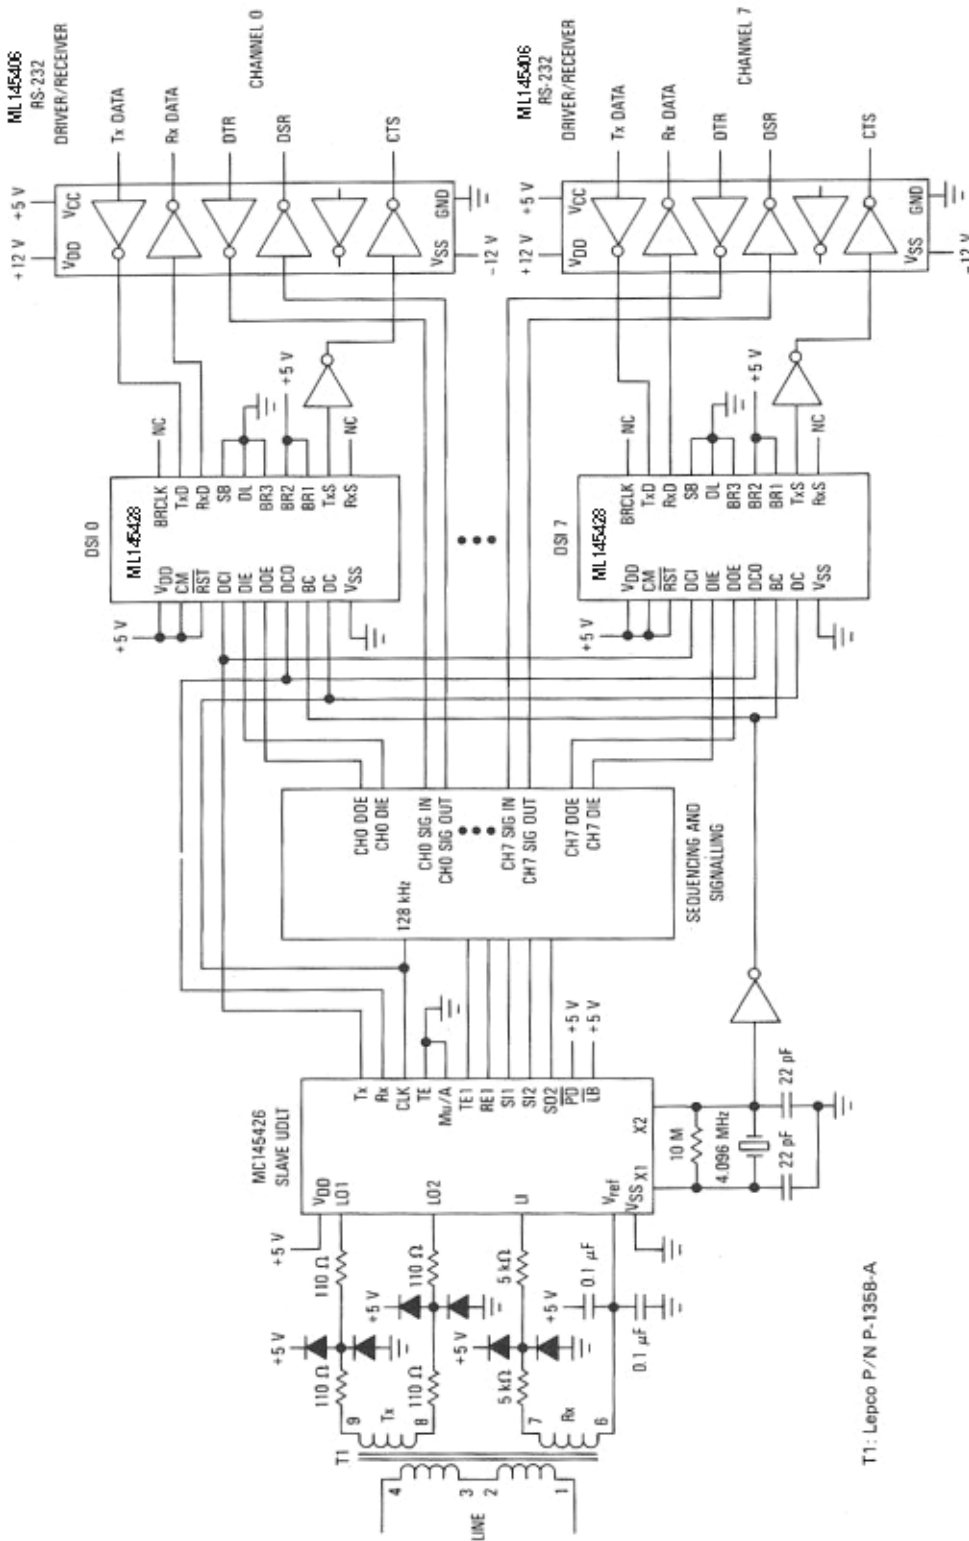 ML145406
RS-232
DRIVER/RECEIVER
+5 V
+12 V
VCC
VDD
GND
VSS
-12 V
CHANNEL 0
Tx DATA
Rx DATA
DTR
DSR
CTS
ML145406
RS-232
DRIVER/RECEIVER
+5 V
+12 V
VCC
VDD
GND
VSS
-12 V
CHANNEL 7
Tx DATA
Rx DATA
DTR
DSR
CTS
DSI 0
ML145428
NC
BRCLK
TxD
RxD
SB
DL
BR3
BR2
BR1
TxS
RxS
+5 V
NC
VDD
CM
RST
DCI
DIE
DOE
DCO
BC
DC
VSS
+5 V
DSI 7
ML145428
NC
BRCLK
TxD
RxD
SB
DL
BR3
BR2
BR1
TxS
RxS
+5 V
NC
VDD
CM
RST
DCI
DIE
DOE
DCO
BC
DC
VSS
+5 V
CH0 DOE
CH0 DIE
CH0 SIG IN
CH0 SIG OUT
CH7 SIG IN
CH7 SIG OUT
CH7 DOE
CH7 DIE
128 kHz
SEQUENCING AND
SIGNALLING
MC145426
SLAVE UDLT
Tx
Rx
CLK
TE
Mu/A
TE1
RE1
SI1
SI2
SO2
PD
LB
+5 V
+5 V
VDD
LO1
LO2
LI
Vref
VSS
X1
X2
10 M
4.096 MHz
22 pF
22 pF
+5 V
110 Ω
110 Ω
5 kΩ
0.1 µF
+5 V
+5 V
+5 V
+5 V
110 Ω
110 Ω
5 kΩ
0.1 µF
T1
9
Tx
8
7
Rx
6
4
3
2
1
LINE
T1: Lepco P/N P-1358-A